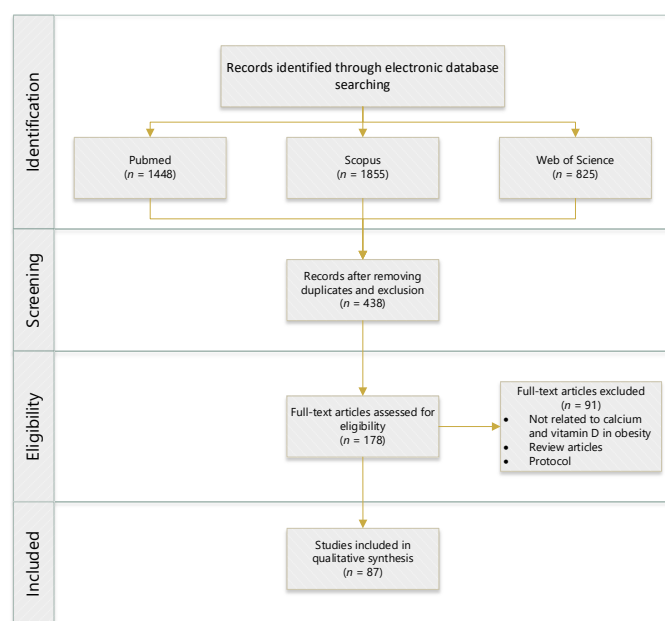 Identification
Records identified through electronic database
searching
Pubmed
(n = 1448)
Scopus
(n = 1855)
Web of Science
(n = 825)
Screening
Records after removing
duplicates and exclusion
(n = 438)
Eligibility
Full-text articles assessed for
eligibility
(n = 178)
Full-text articles excluded
(n = 91)
• Not related to calcium
and vitamin D in obesity
• Review articles
• Protocol
Included
Studies included in
qualitative synthesis
(n = 87)